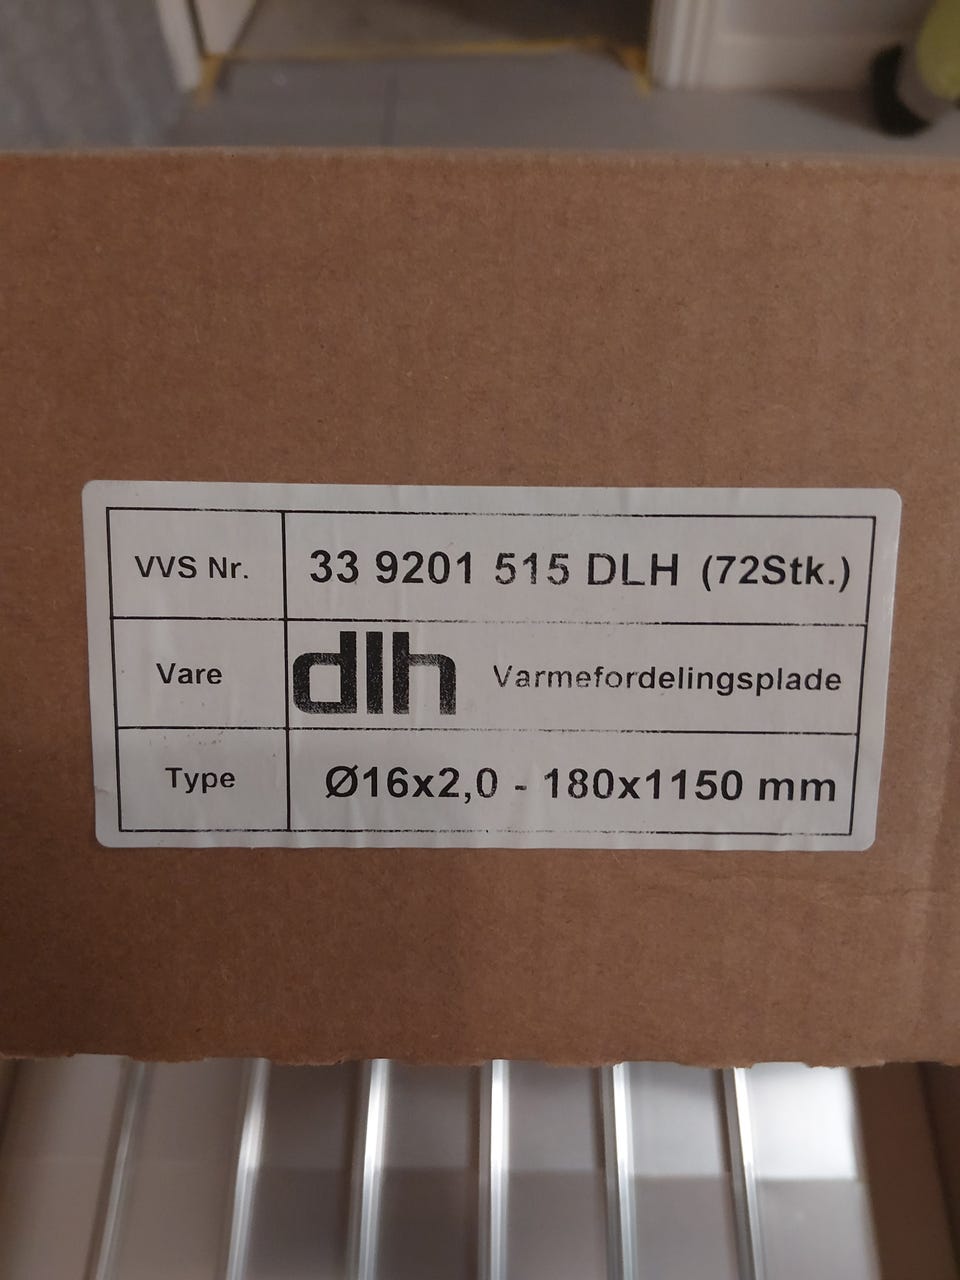 VVS Nr. 33 9201 515 DLH (72Stk.)
Vare dlh Varmefordelingsplade
Type Ø16x2,0 - 180x1150 mm